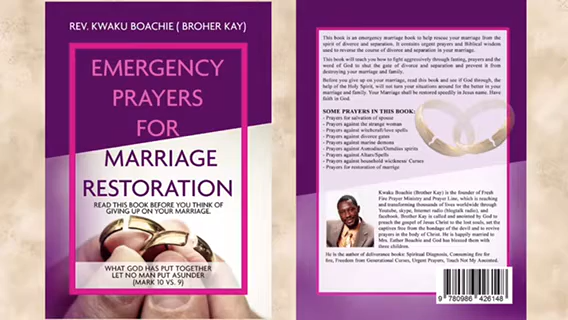 REV. KWAKU BOACHIE ( BROHER KAY)
EMERGENCY
PRAYERS
FOR
MARRIAGE
RESTORATION
READ THIS BOOK BEFORE YOU THINK OF
GIVING UP ON YOUR MARRIAGE.
WHAT GOD HAS PUT TOGETHER
LET NO MAN PUT ASUNDER
(MARK 10 VS. 9)
This book is an emergency marriage book to help rescue your marriage from the
spirit of divorce and separation. It contains urgent prayers and Biblical wisdom
used to reverse the course of divorce and separation in your marriage.
This book will teach you how to fight aggressively through fasting, prayers and the
word of God to shut the gate of divorce and separation and prevent it from
destroying your marriage and family.
Before you give up on your marriage, read this book and see if God through, the
help of the Holy Spirit, will not turn your situations around for the better in your
marriage and family. Your Marriage shall be restored speedily in Jesus name. Have
faith in God.
SOME PRAYERS IN THIS BOOK:
- Prayers for salvation of spouse
- Prayers against the strange woman
- Prayers against witchcraft/love spells
- Prayers against divorce gates
- Prayers against marine demons
- Prayers against Asmodius/Osmodius spirits
- Prayers against Altars/Spells
- Prayers against household wickdness/ Curses
- Prayers for restoration of marriage
Kwaku Boachie (Brother Kay) is the founder of Fresh
Fire Prayer Ministry and Prayer Line, which is reaching
and transforming thousands of lives worldwide through
Youtube, skype, Internet radio (blogtalk radio), and
facebook. Brother Kay is called and anointed by God to
preach the gospel of Jesus Christ to the lost souls, set the
captives free from the bondage of the devil and to revive
prayers in the body of Christ. He is happily married to
Mrs. Esther Boachie and God has blessed them with
three children.
He is the author of deliverance books: Spiritual Diagnosis, Consuming fire for
foe, Freedom from Generational Curses, Urgent Prayers, Touch Not My Anointed.
9 780986 426148